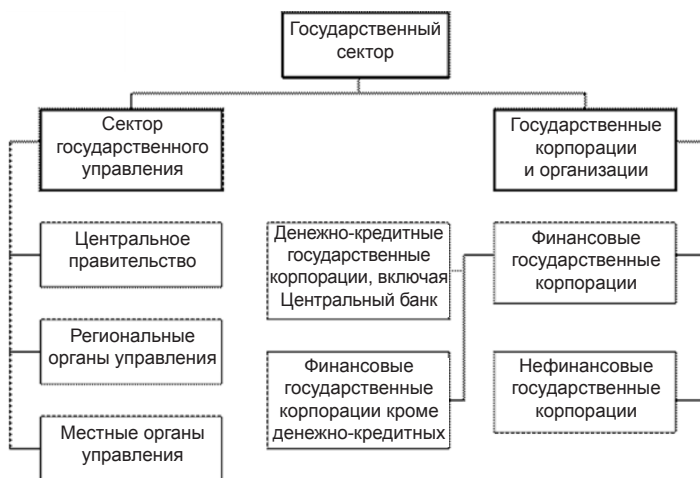 Государственный
сектор
Сектор
государственного
управления
Государственные
корпорации
и организации
Центральное
правительство
Денежно-кредитные
государственные
корпорации, включая
Центральный банк
Финансовые
государственные
корпорации
Региональные
органы управления
Финансовые
государственные
корпорации кроме
денежно-кредитных
Нефинансовые
государственные
корпорации
Местные органы
управления